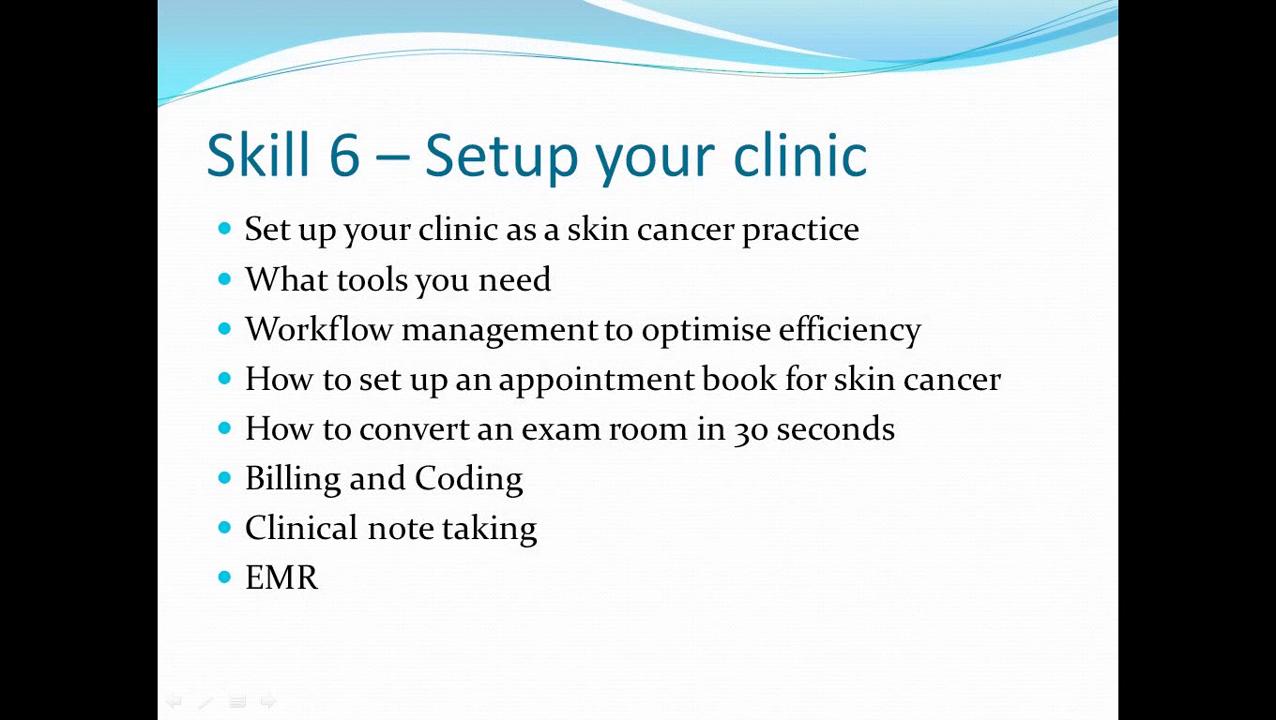 Skill 6 – Setup your clinic
Set up your clinic as a skin cancer practice
What tools you need
Workflow management to optimise efficiency
How to set up an appointment book for skin cancer
How to convert an exam room in 30 seconds
Billing and Coding
Clinical note taking
EMR